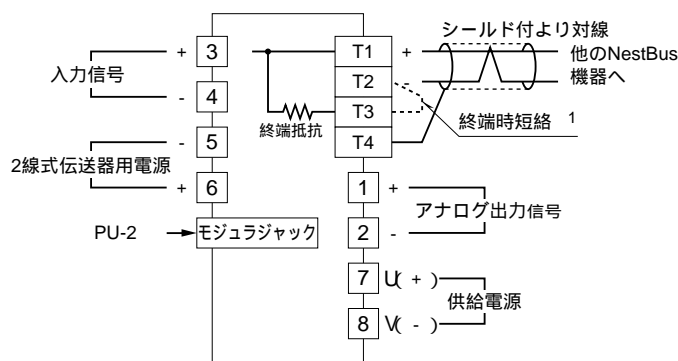 入力信号
+ 3
- 4
2線式伝送器用電源
- 5
+ 6
PU-2
モジュラジャック
終端抵抗
T1 +
T2 -
T3
T4
シールド付より対線
他のNestBus
機器へ
終端時短絡 1
1 +
2 -
アナログ出力信号
7 U( + )
8 V( - )
供給電源